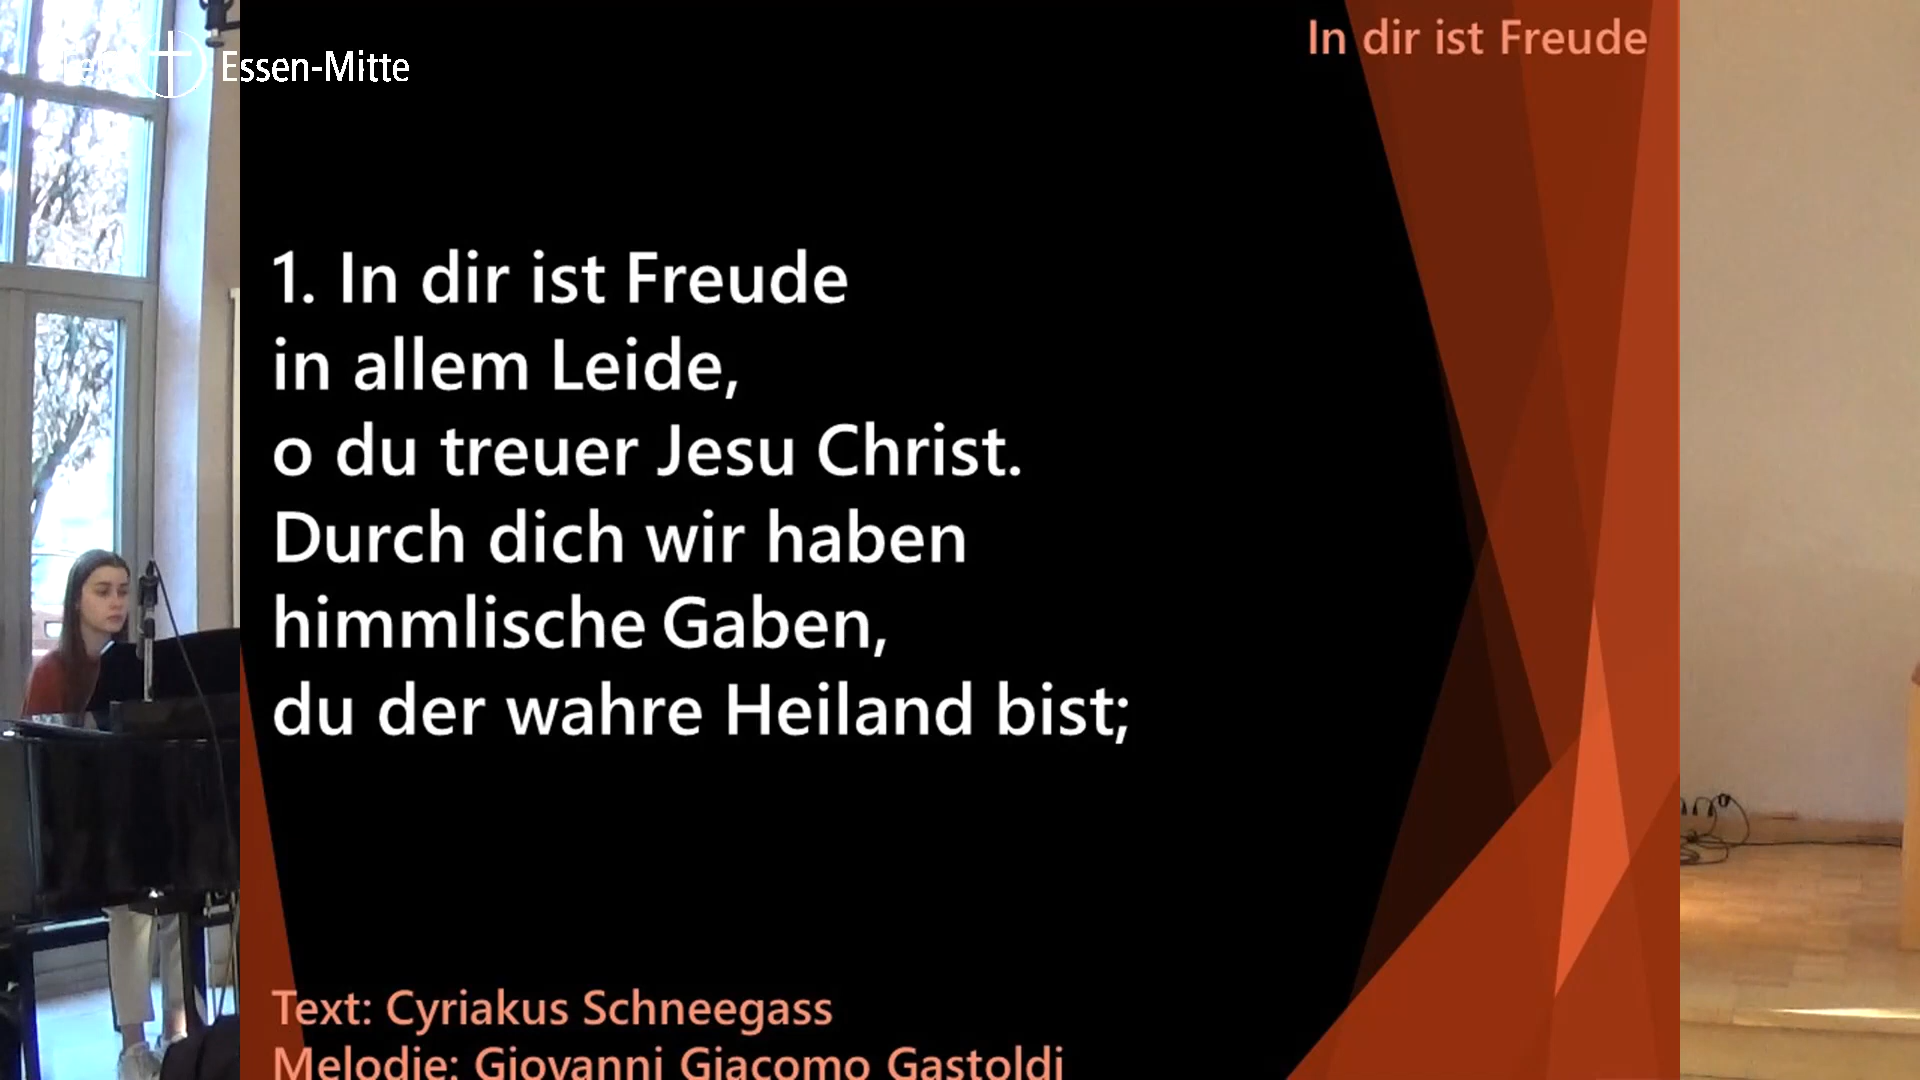 In dir ist Freude
Essen-Mitte
1. In dir ist Freude
in allem Leide,
o du treuer Jesu Christ.
Durch dich wir haben
himmlische Gaben,
du der wahre Heiland bist;
Text: Cyriakus Schneegass
Melodie: Giovanni Giacomo Gastoldi